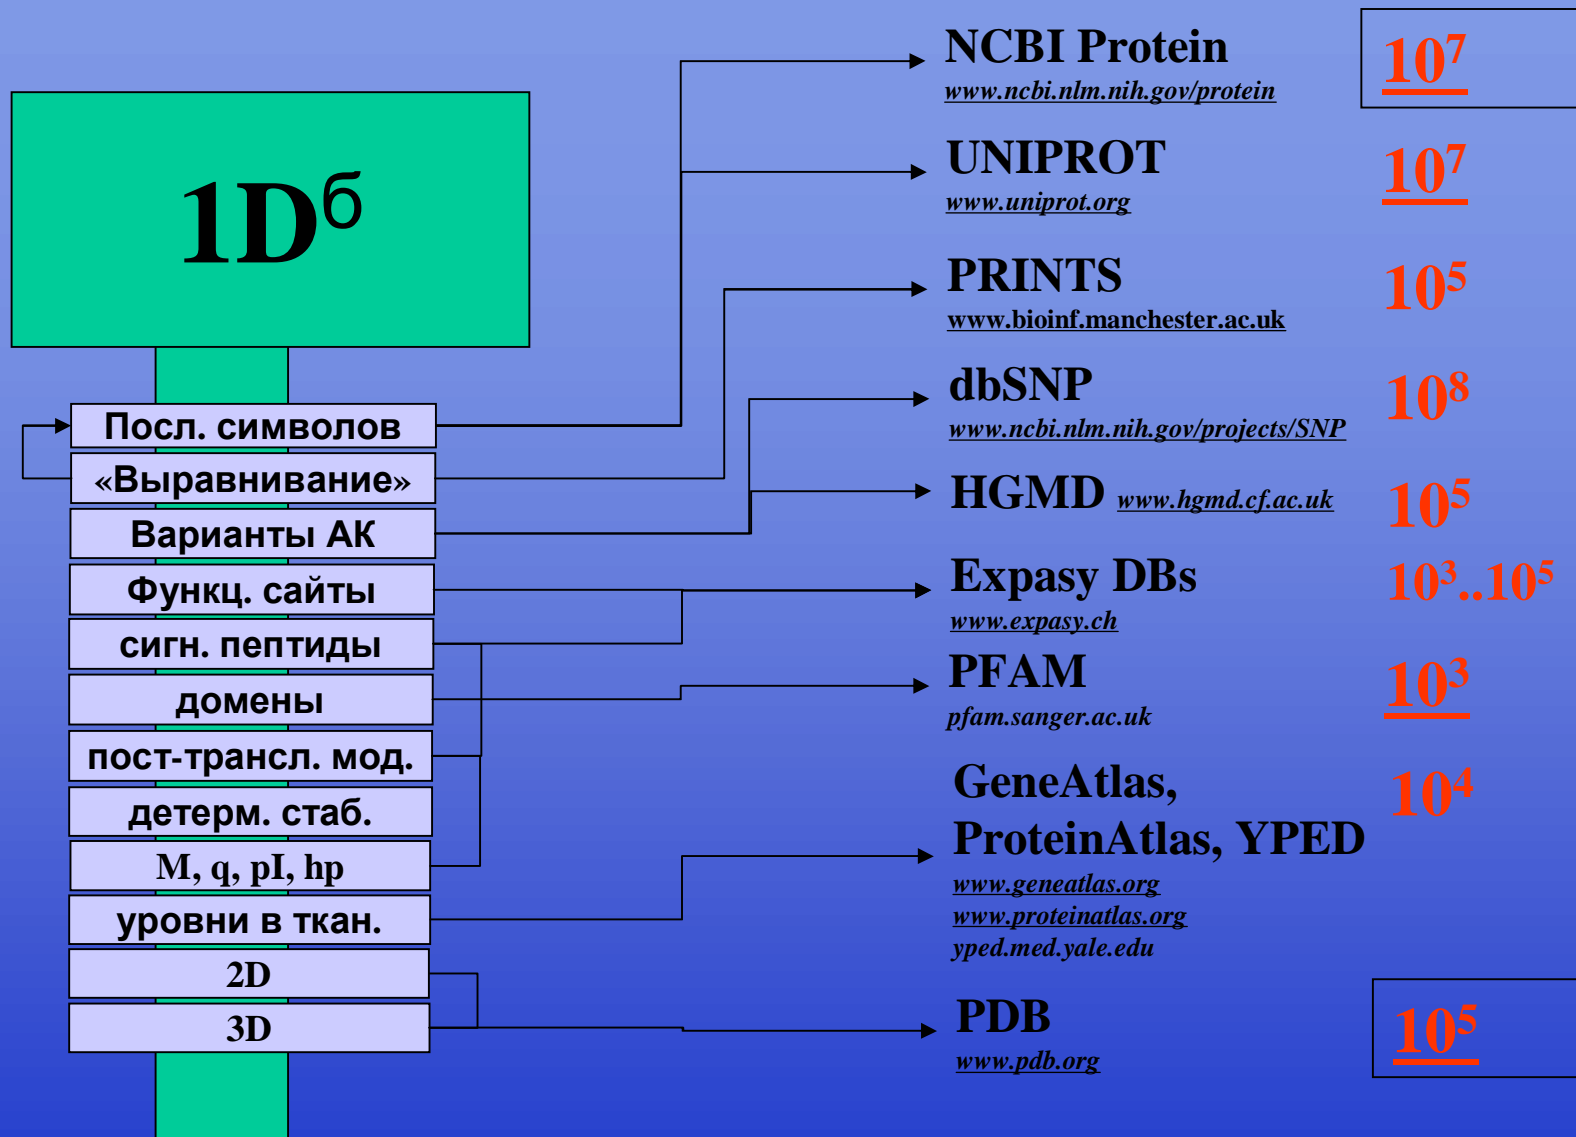 1Dб
Посл. символов
«Выравнивание»
Варианты АК
Функц. сайты
сигн. пептиды
домены
пост-трансл. мод.
детерм. стаб.
M, q, pI, hp
уровни в ткан.
2D
3D
NCBI Protein
www.ncbi.nlm.nih.gov/protein
10⁷
UNIPROT
www.uniprot.org
10⁷
PRINTS
www.bioinf.manchester.ac.uk
10⁵
dbSNP
www.ncbi.nlm.nih.gov/projects/SNP
10⁸
HGMD www.hgmd.cf.ac.uk
10⁵
Expasy DBs
www.expasy.ch
10³..10⁵
PFAM
pfam.sanger.ac.uk
10³
GeneAtlas,
ProteinAtlas, YPED
www.geneatlas.org
www.proteinatlas.org
yped.med.yale.edu
10⁴
PDB
www.pdb.org
10⁵